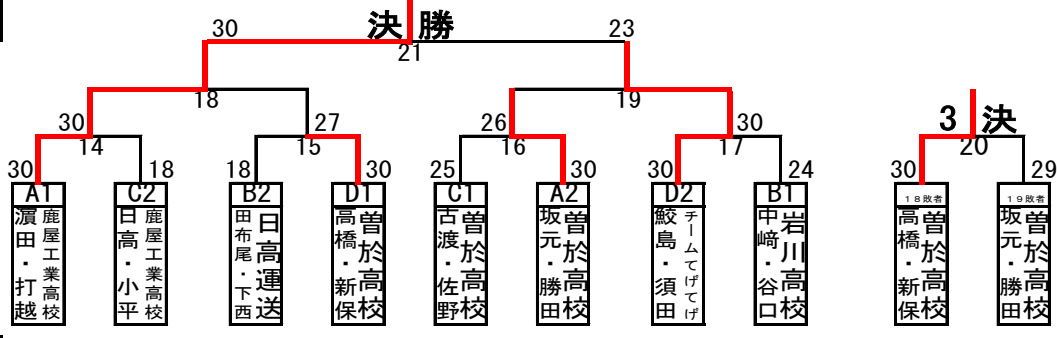 30
決勝
23
21
18
19
30
27
26
30
3決
14
15
16
17
20
30
18
18
30
25
30
30
24
30
29
A1
C2
B2
D1
C1
A2
D2
B1
18敗者
19敗者
鹿屋工業高校
濵田・打越
鹿屋工業高校
日高・小平
日高運送
田布尾・下西
曽於高校
高橋・新保
曽於高校
古渡・佐野
曽於高校
坂元・勝田
チームてげてげ
鮫島・須田
岩川高校
中﨑・谷口
曽於高校
高橋・新保
曽於高校
坂元・勝田